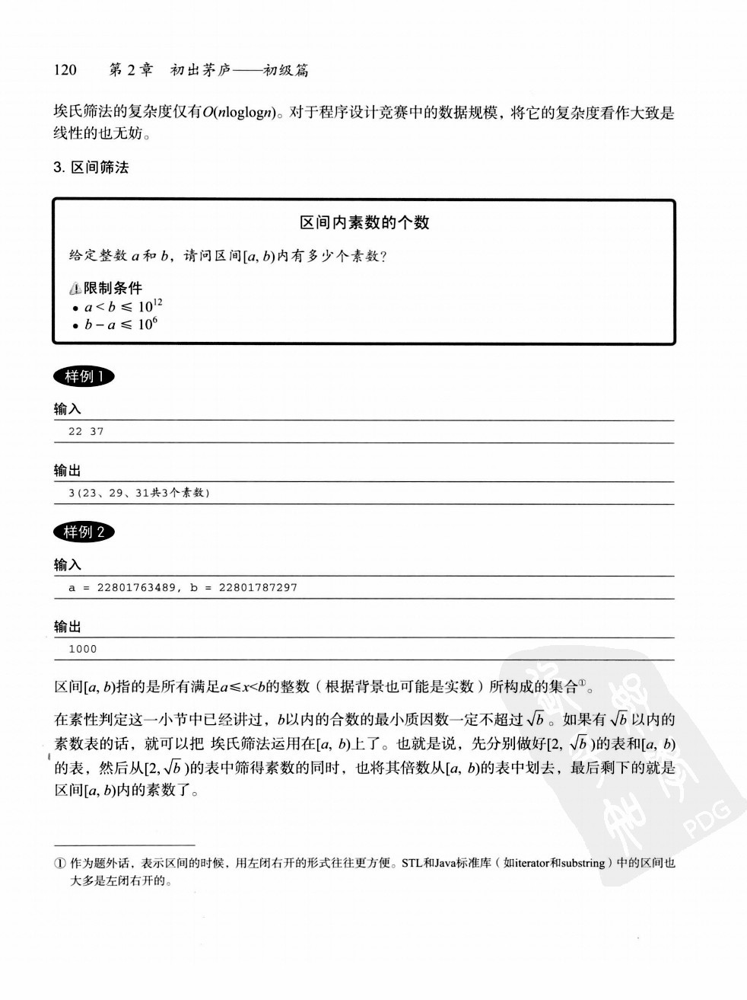 120 第 2 章 初出茅庐——初级篇
埃氏筛法的复杂度仅有O(nloglogn)。对于程序设计竞赛中的数据规模，将它的复杂度看作大致是
线性的也无妨。
3. 区间筛法
区间内素数的个数
给定整数 a 和 b，请问区间[a, b)内有多少个素数？
限制条件
• a < b ≤ 10¹²
• b − a ≤ 10⁶
样例 1
输入
22 37
输出
3(23、29、31共3个素数)
样例 2
输入
a = 22801763489, b = 22801787297
输出
1000
区间[a, b)指的是所有满足a≤x<b的整数（根据背景也可能是实数）所构成的集合①。
在素性判定这一小节中已经讲过，b以内的合数的最小质因数一定不超过√b。如果有√b以内的
素数表的话，就可以把 埃氏筛法运用在[a, b)上了。也就是说，先分别做好[2, √b)的表和[a, b)
的表，然后从[2, √b)的表中筛得素数的同时，也将其倍数从[a, b)的表中划去，最后剩下的就是
区间[a, b)内的素数了。
① 作为题外话，表示区间的时候，用左闭右开的形式往往更方便。STL和Java标准库（如iterator和substring）中的区间也
大多是左闭右开的。
PDG